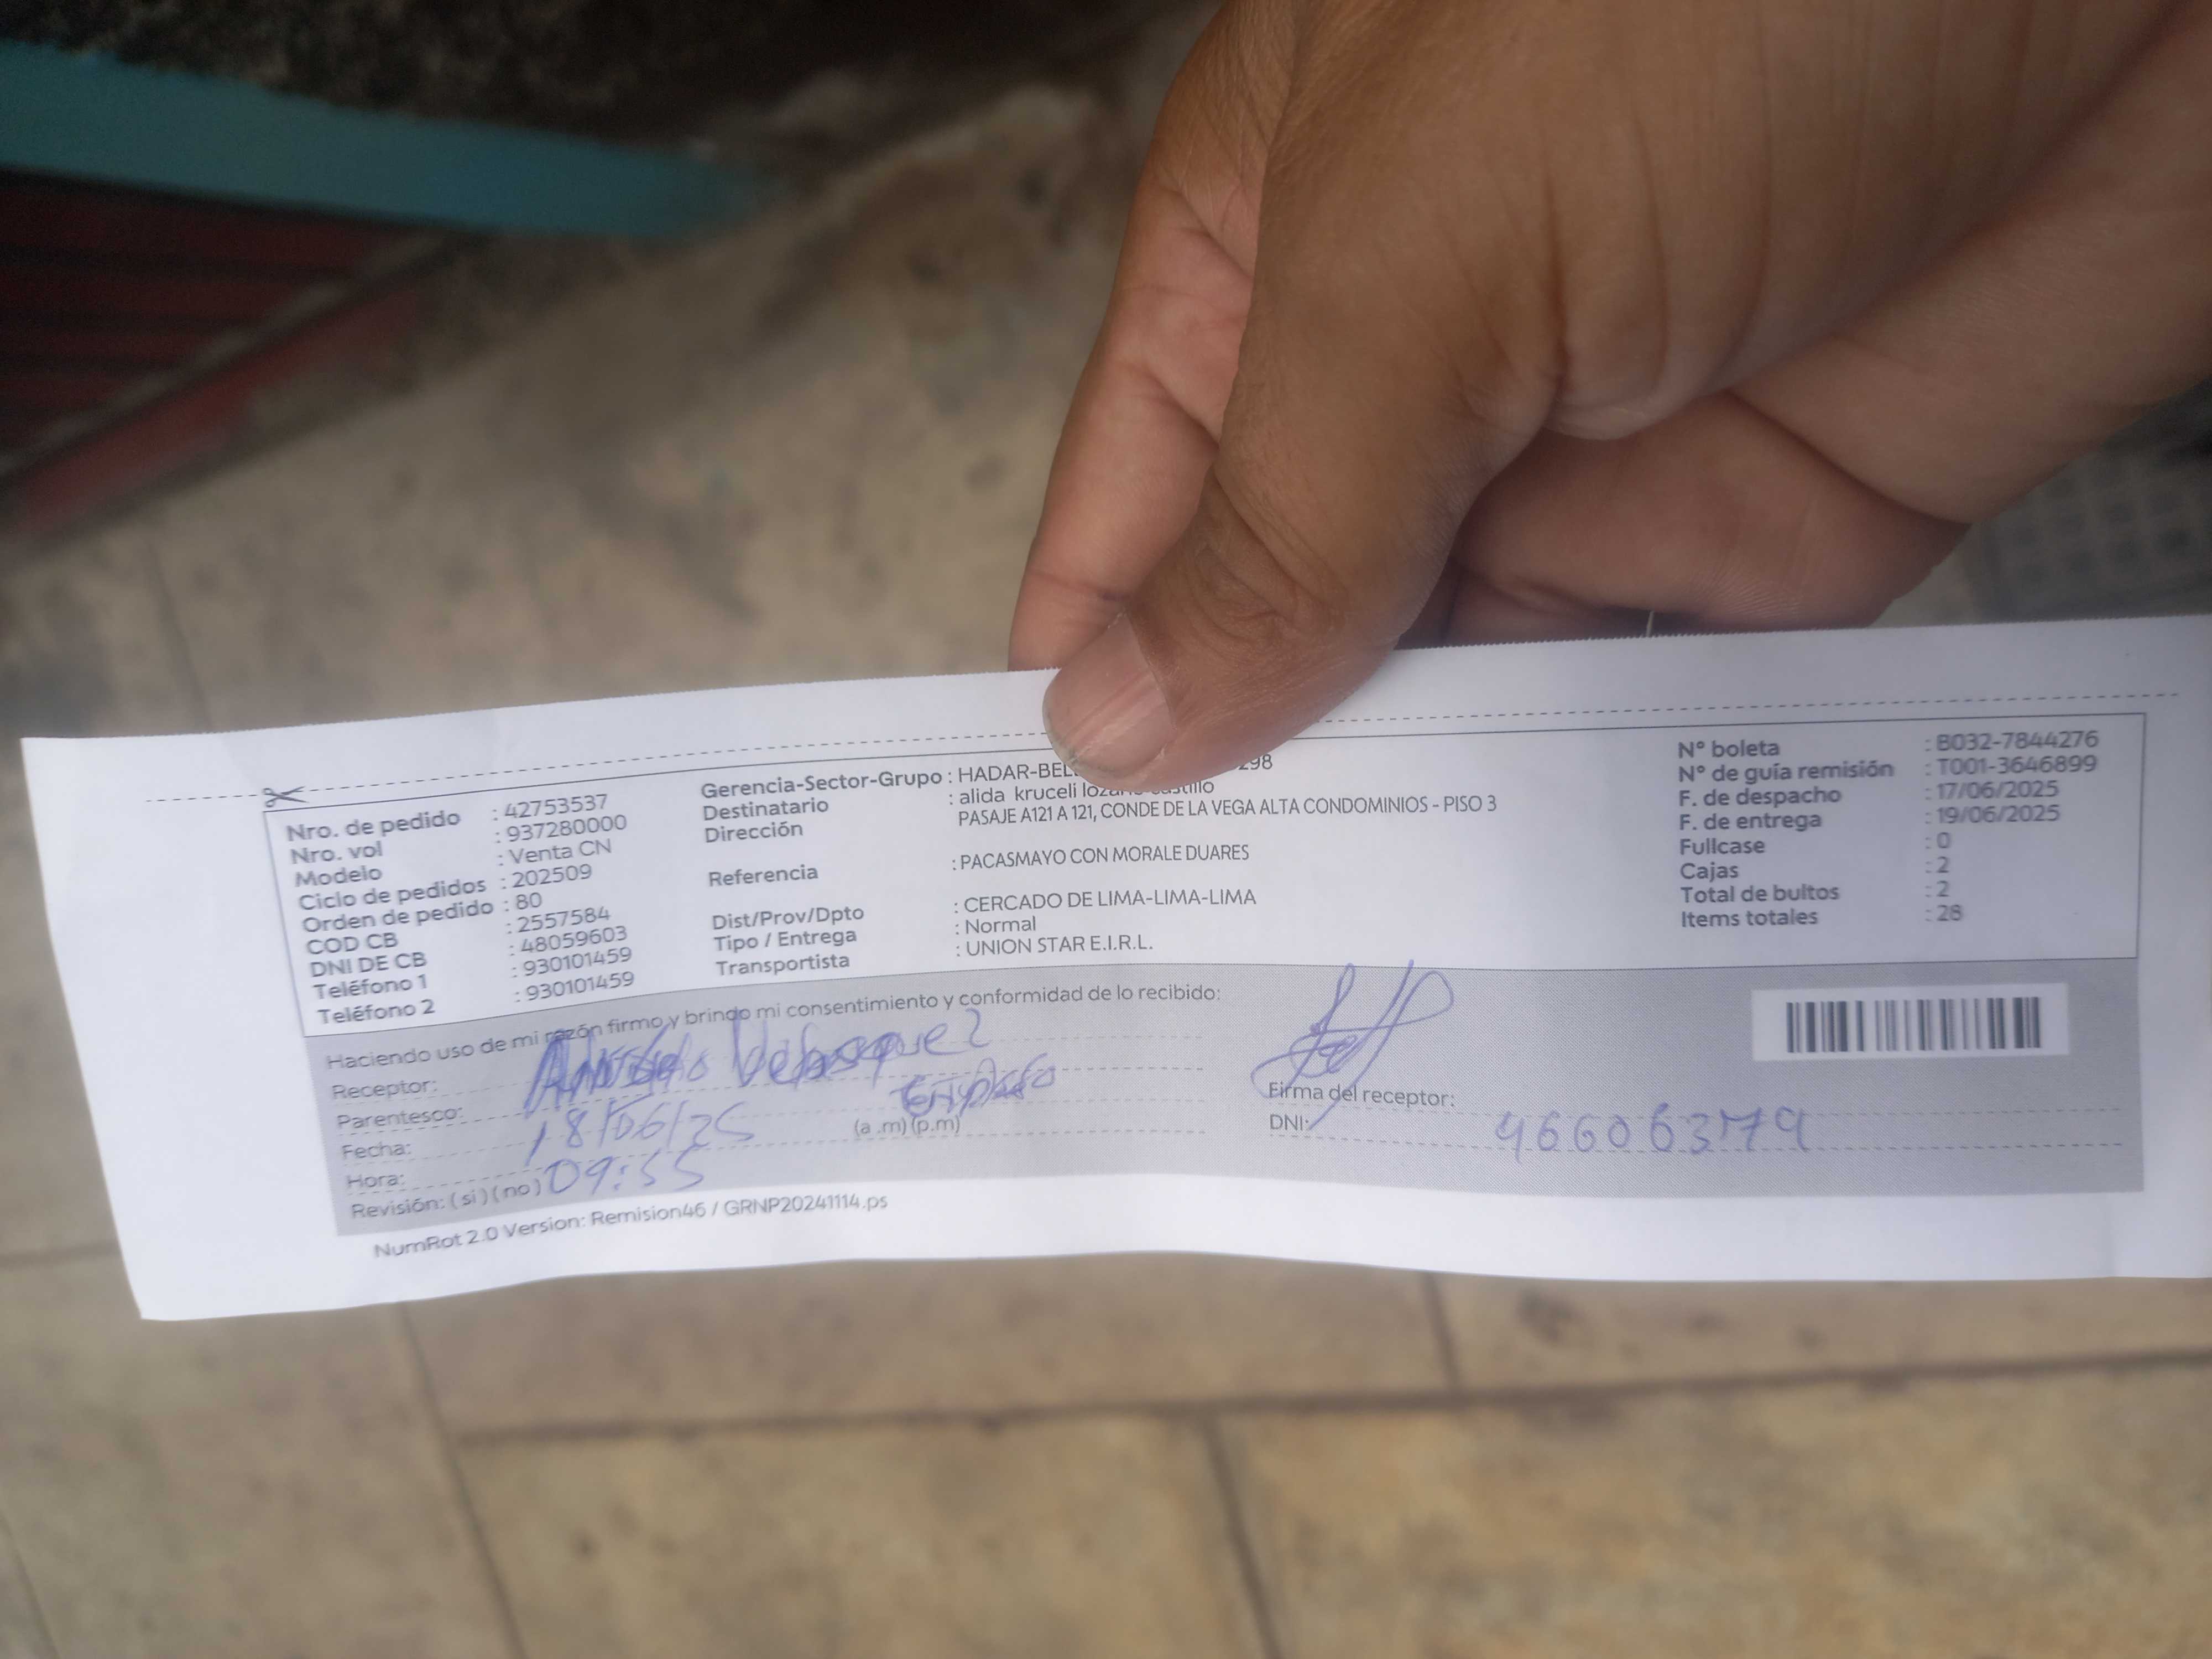 Nro. de pedido : 42753537
Nro. vol : 937280000
Modelo : Venta CN
Ciclo de pedidos : 202509
Orden de pedido : 80
COD CB : 2557584
DNI DE CB : 48059603
Teléfono 1 : 930101459
Teléfono 2 : 930101459
Gerencia-Sector-Grupo : HADAR-BEL 298
Destinatario : alida kruceli
Dirección PASAJE A121 A 121, CONDE DE LA VEGA ALTA CONDOMINIOS - PISO 3
Referencia : PACASMAYO CON MORALE DUARES
Dist/Prov/Dpto : CERCADO DE LIMA-LIMA-LIMA
Tipo / Entrega : Normal
Transportista : UNION STAR E.I.R.L.
N° boleta : B032-7844276
N° de guía remisión : T001-3646899
F. de despacho : 17/06/2025
F. de entrega : 19/06/2025
Fullcase : 0
Cajas : 2
Total de bultos : 2
Items totales : 28
Haciendo uso de mi razón firmo y brindo mi consentimiento y conformidad de lo recibido:
Receptor: Velasquez
Parentesco:
Fecha: 18/06/25
Hora: 09:55 (a .m) (p.m)
Revisión: ( si ) ( no )
Firma del receptor:
DNI: 46606379
NumRot 2.0 Version: Remision46 / GRNP20241114.ps